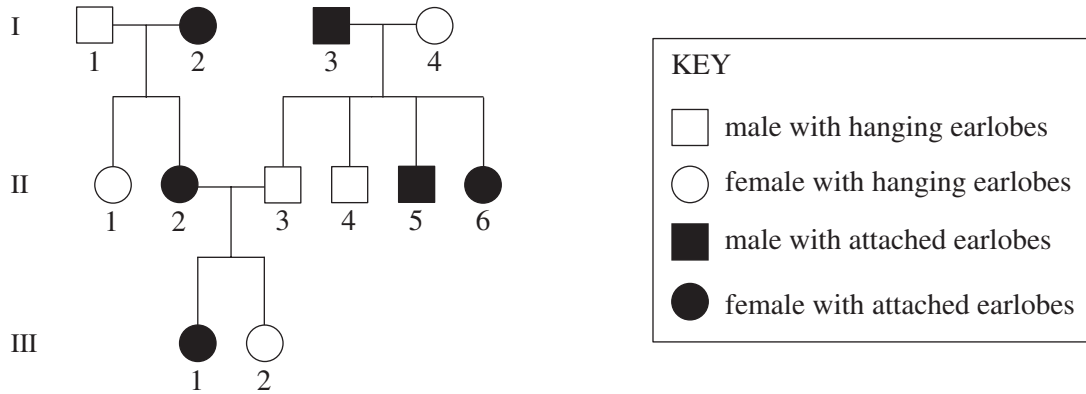 I
1 2 3 4
II
1 2 3 4 5 6
III
1 2
KEY
male with hanging earlobes
female with hanging earlobes
male with attached earlobes
female with attached earlobes